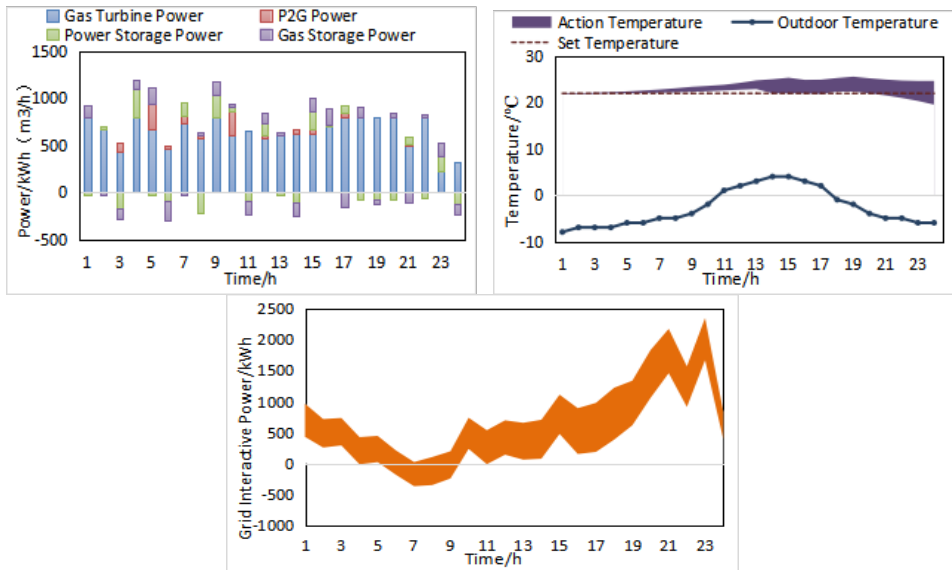 Gas Turbine Power P2G Power
Power Storage Power Gas Storage Power
Power/kWh（m3/h）
1500
1000
500
0
-500
1 3 5 7 9 11 13 15 17 19 21 23
Time/h
Action Temperature Outdoor Temperature
Set Temperature
Temperature/℃
30
20
10
0
-10
1 3 5 7 9 11 13 15 17 19 21 23
Time/h
Grid Interactive Power/kWh
2500
2000
1500
1000
500
0
-500
-1000
1 3 5 7 9 11 13 15 17 19 21 23
Time/h